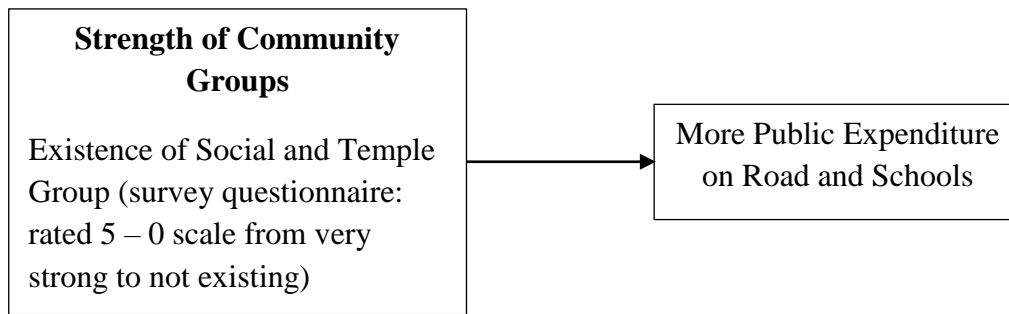 Strength of Community
Groups
Existence of Social and Temple
Group (survey questionnaire:
rated 5 – 0 scale from very
strong to not existing)
More Public Expenditure
on Road and Schools